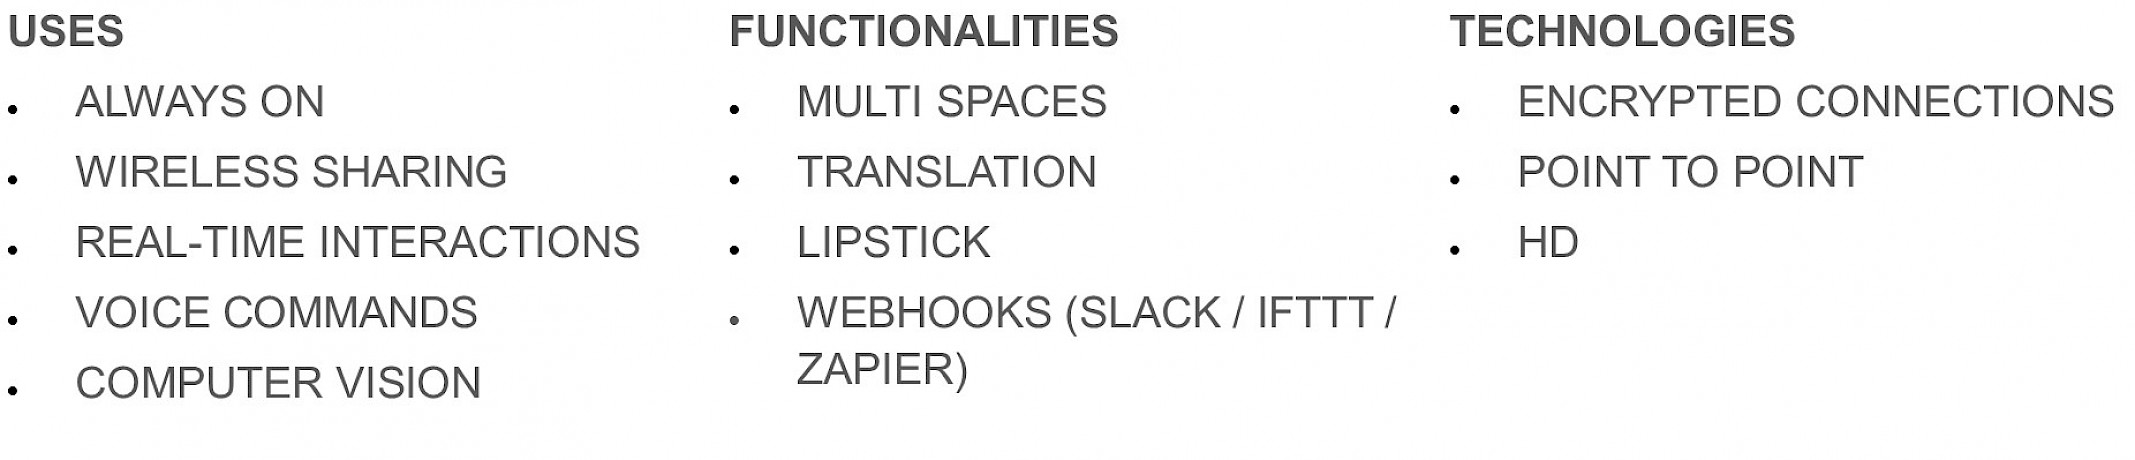 USES
ALWAYS ON
WIRELESS SHARING
REAL-TIME INTERACTIONS
VOICE COMMANDS
COMPUTER VISION
FUNCTIONALITIES
MULTI SPACES
TRANSLATION
LIPSTICK
WEBHOOKS (SLACK / IFTTT /
ZAPIER)
TECHNOLOGIES
ENCRYPTED CONNECTIONS
POINT TO POINT
HD